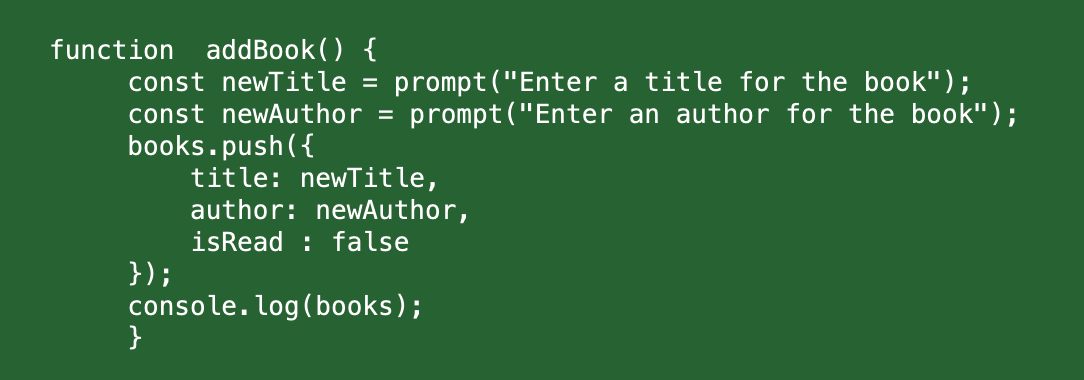 function  addBook() {
     const newTitle = prompt("Enter a title for the book");
     const newAuthor = prompt("Enter an author for the book");
     books.push({
         title: newTitle,
         author: newAuthor,
         isRead : false
     });
     console.log(books);
     }